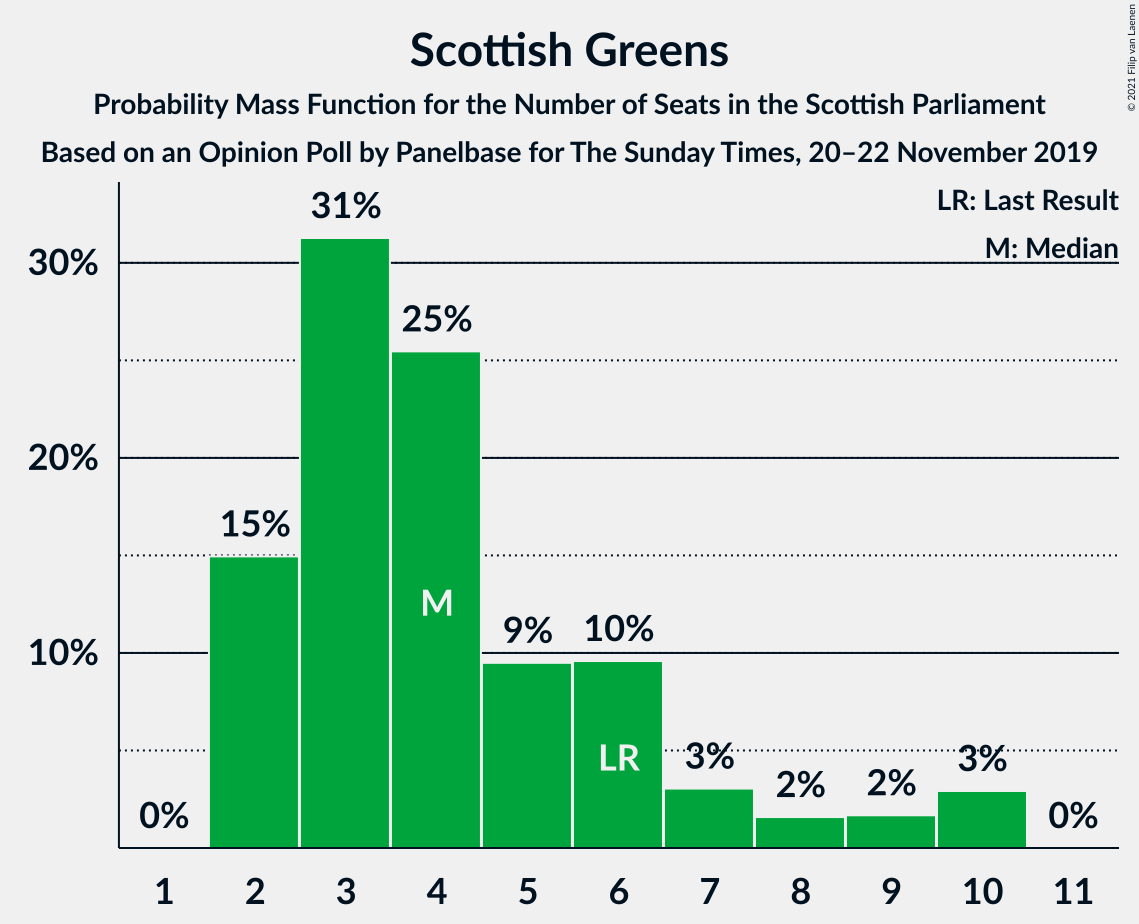 Scottish Greens
Probability Mass Function for the Number of Seats in the Scottish Parliament
Based on an Opinion Poll by Panelbase for The Sunday Times, 20–22 November 2019
© 2021 Filip van Laenen
LR: Last Result
M: Median
30%
20%
10%
0%
15%
31%
25%
9%
10%
3%
2%
2%
3%
0%
M
LR
1 2 3 4 5 6 7 8 9 10 11